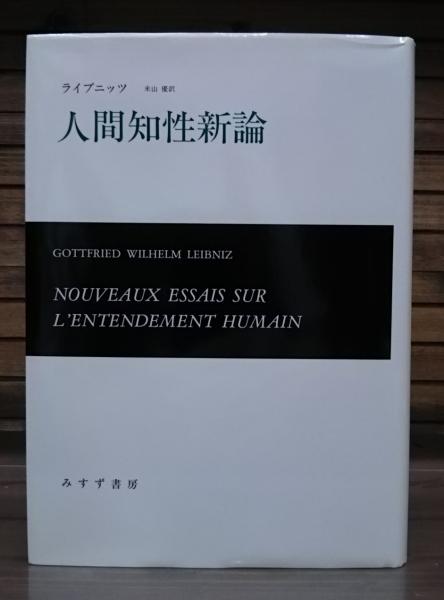 ライプニッツ 米山 優訳
人間知性新論
GOTTFRIED WILHELM LEIBNIZ
NOUVEAUX ESSAIS SUR
L'ENTENDEMENT HUMAIN
みすず書房